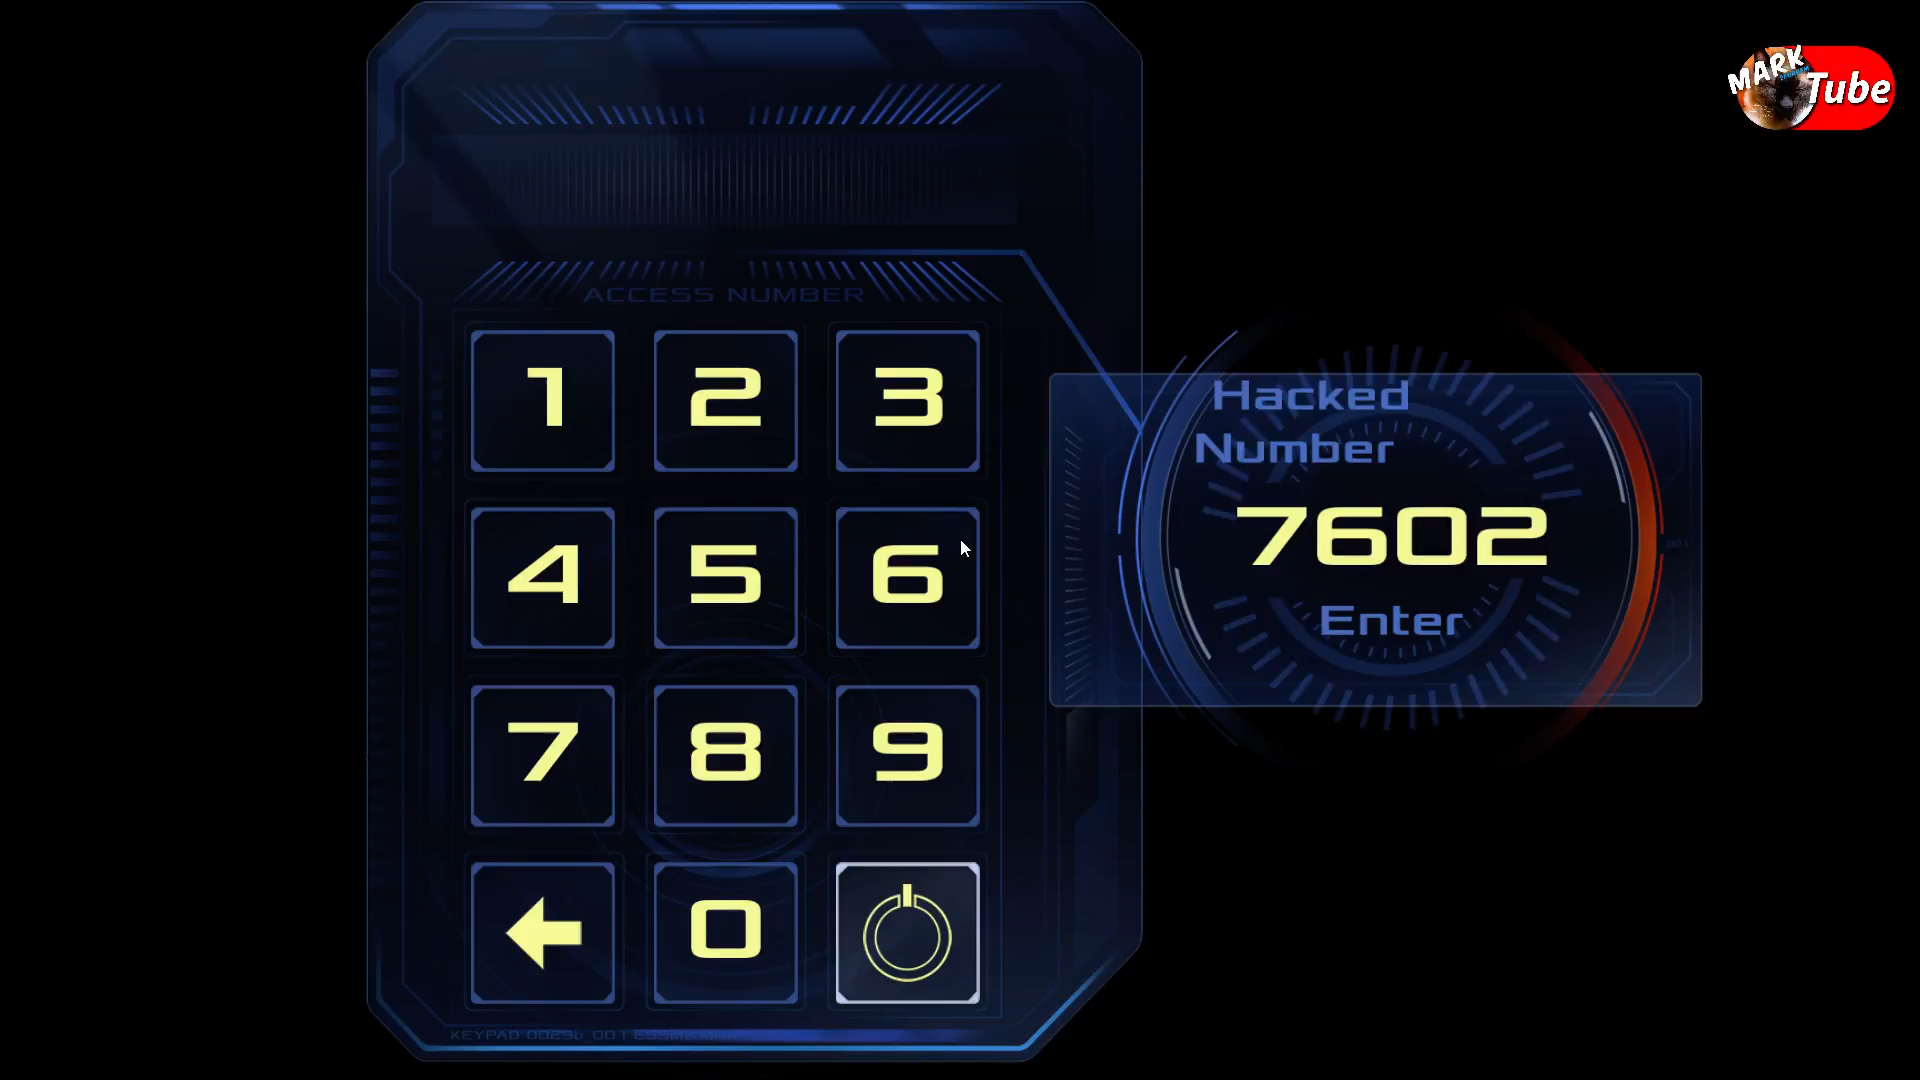 MARK
Tube
ACCESS NUMBER
1 2 3
4 5 6
7 8 9
0
Hacked
Number
7602
Enter